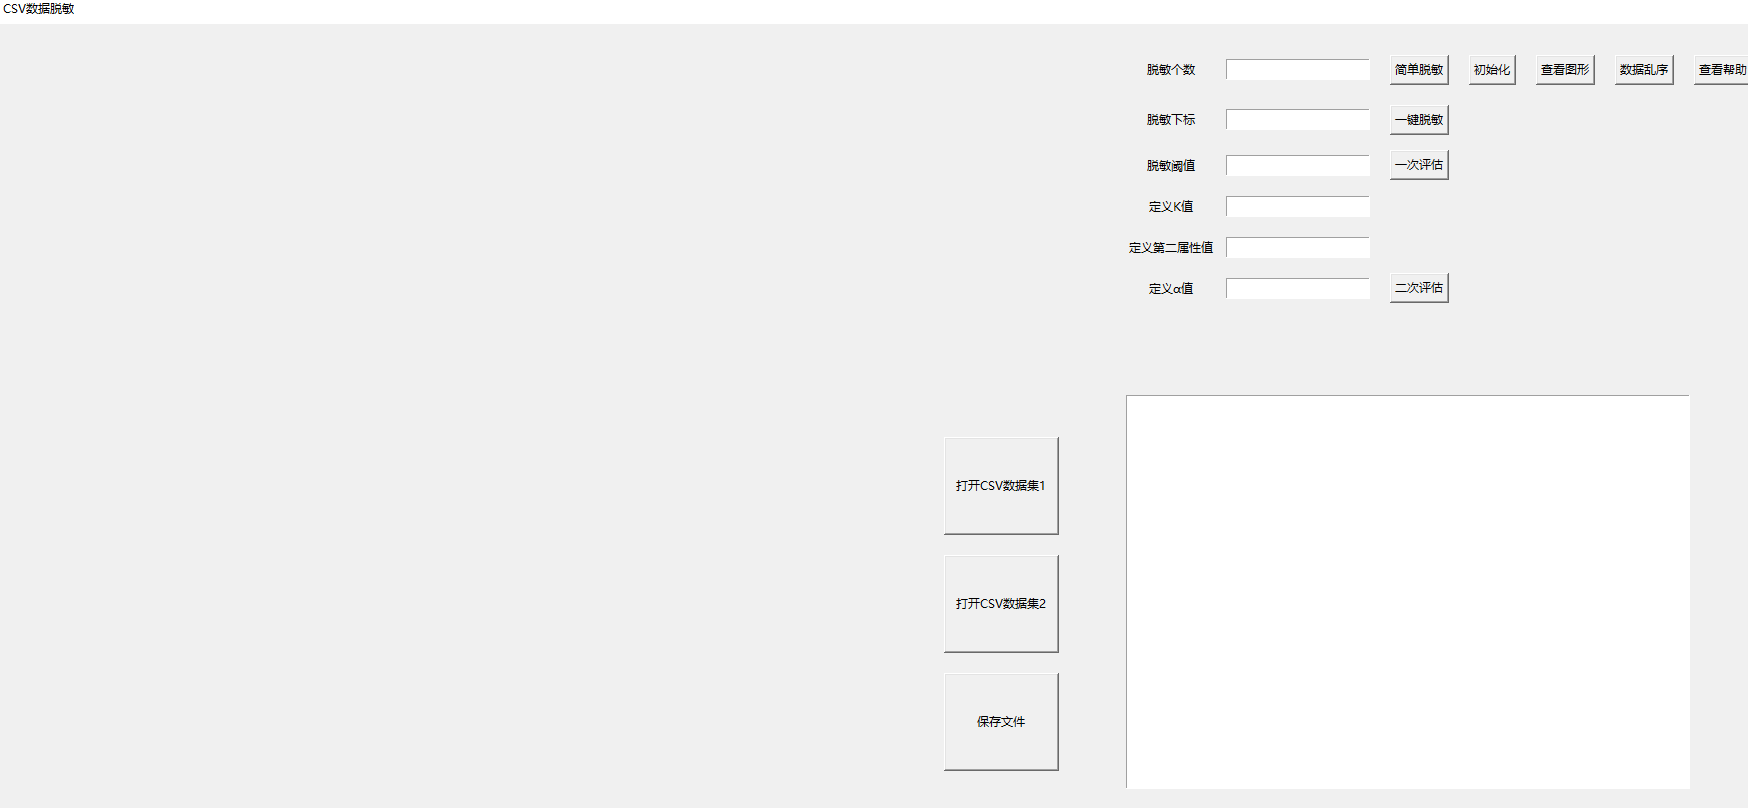 CSV数据脱敏
脱敏个数 简单脱敏 初始化 查看图形 数据乱序 查看帮助
脱敏下标 一键脱敏
脱敏阈值 一次评估
定义K值
定义第二属性值
定义α值 二次评估
打开CSV数据集1
打开CSV数据集2
保存文件